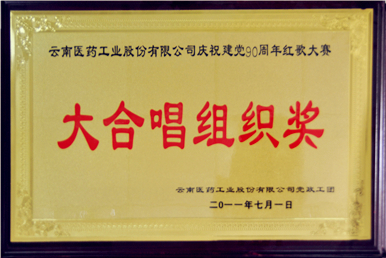 云南医药工业股份有限公司庆祝建党90周年红歌大赛
大合唱组织奖
云南医药工业股份有限公司党政工团
二0一一年七月一日